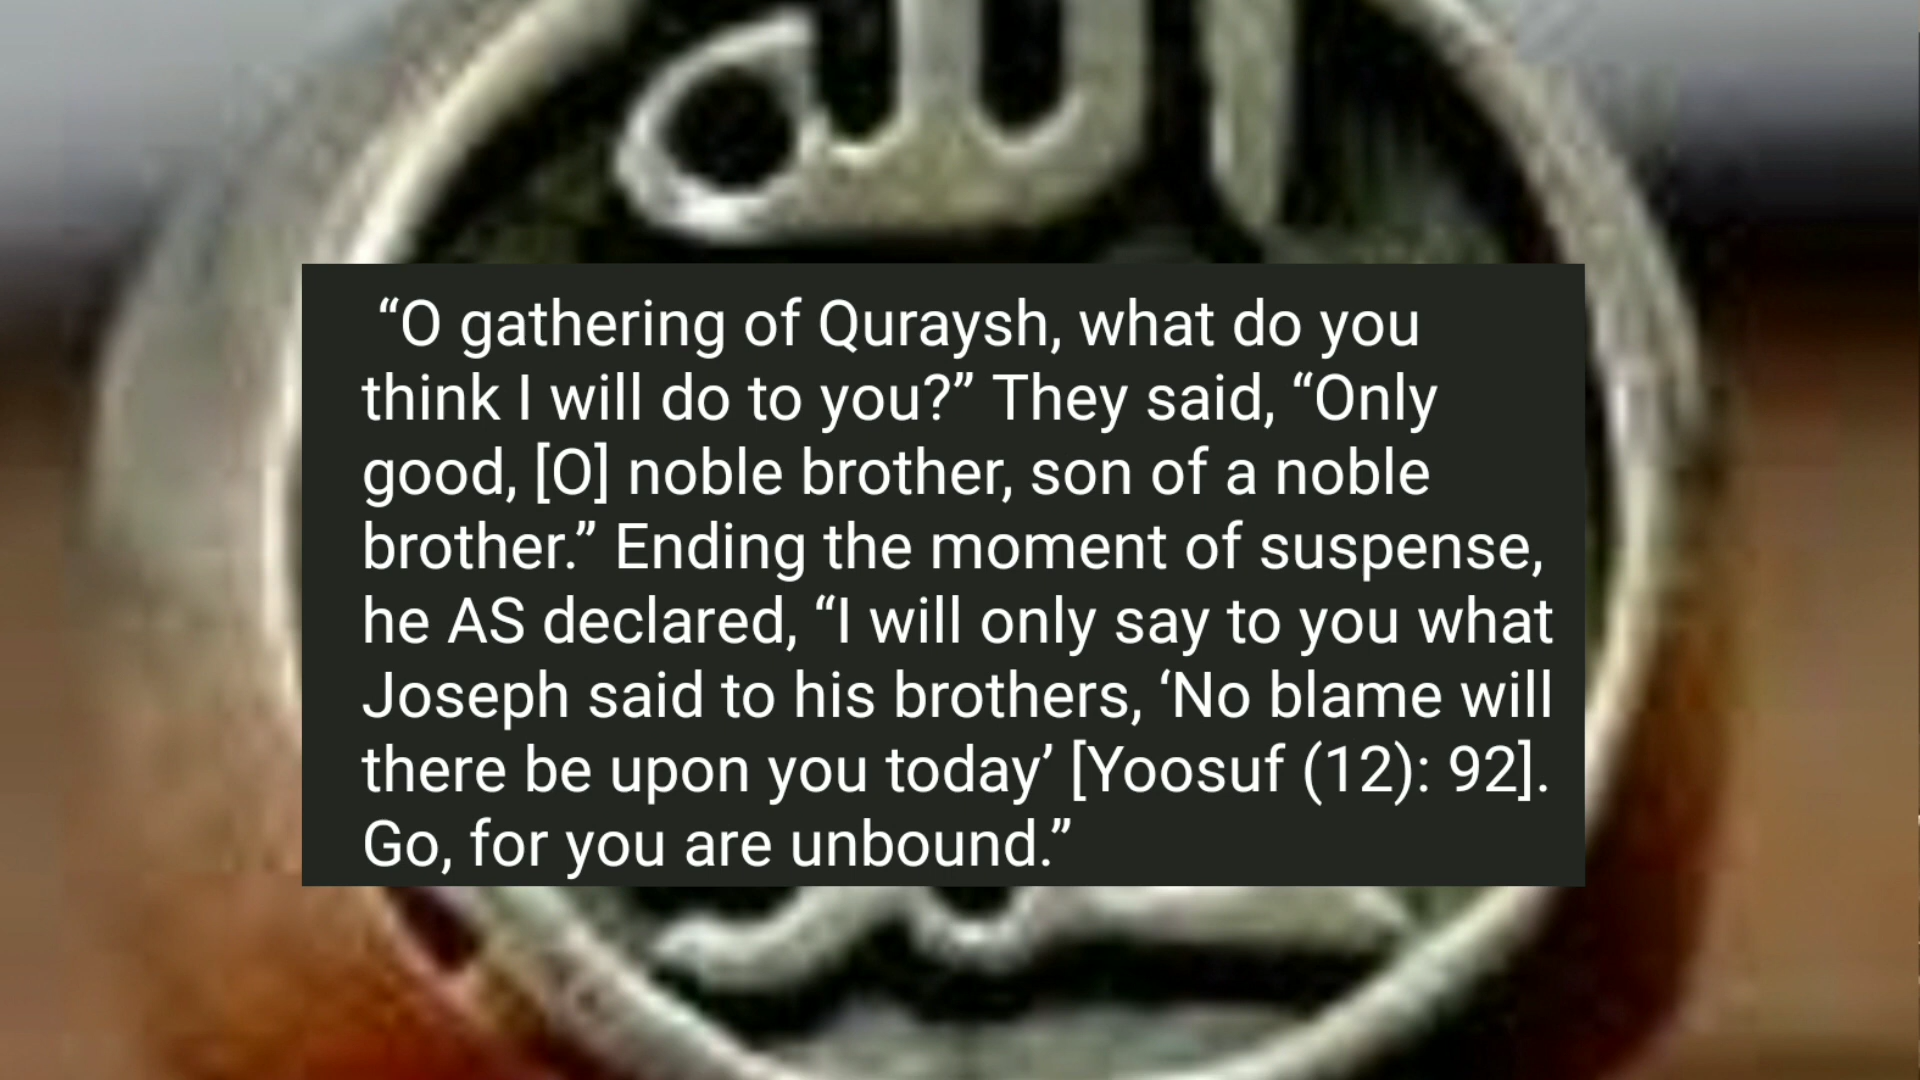 الله
“O gathering of Quraysh, what do you
think I will do to you?” They said, “Only
good, [O] noble brother, son of a noble
brother.” Ending the moment of suspense,
he AS declared, “I will only say to you what
Joseph said to his brothers, ‘No blame will
there be upon you today’ [Yoosuf (12): 92].
Go, for you are unbound.”